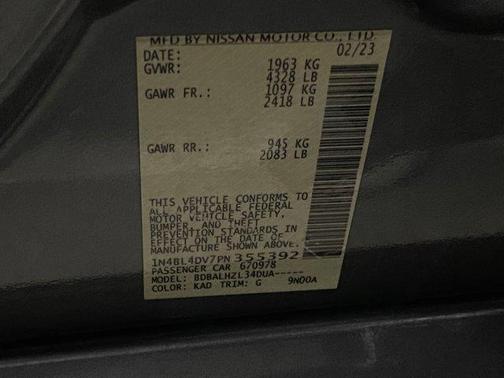 MFD BY NISSAN MOTOR CO., LTD.
DATE: 02/23
GVWR: 1963 KG
4328 LB
GAWR FR.: 1097 KG
2418 LB
GAWR RR.: 945 KG
2083 LB
THIS VEHICLE CONFORMS TO
ALL APPLICABLE FEDERAL
MOTOR VEHICLE SAFETY,
BUMPER, AND THEFT
PREVENTION STANDARDS IN
EFFECT ON THE DATE OF
MANUFACTURE SHOWN ABOVE.
1N4BL4DV7PN355392
PASSENGER CAR 670978
MODEL: BDBALHZL34DUA-----
COLOR: KAD TRIM: G 9N00A